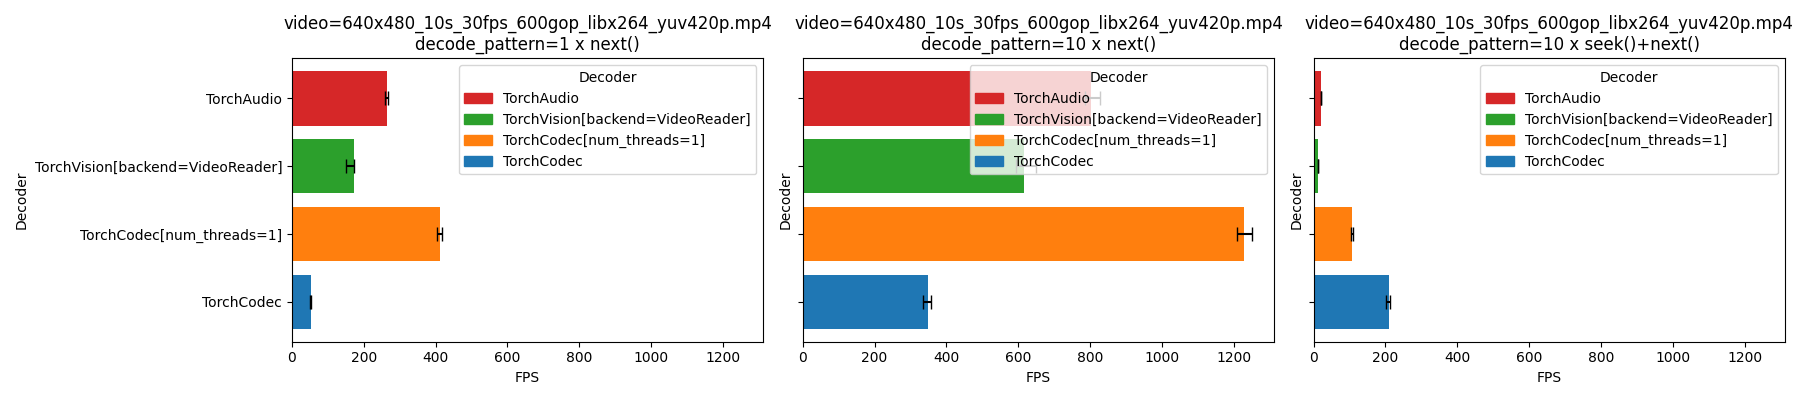 video=640x480_10s_30fps_600gop_libx264_yuv420p.mp4
decode_pattern=1 x next()
Decoder
TorchAudio
TorchVision[backend=VideoReader]
TorchCodec[num_threads=1]
TorchCodec
Decoder
TorchAudio
TorchVision[backend=VideoReader]
TorchCodec[num_threads=1]
TorchCodec
0 200 400 600 800 1000 1200
FPS
video=640x480_10s_30fps_600gop_libx264_yuv420p.mp4
decode_pattern=10 x next()
Decoder
Decoder
TorchAudio
TorchVision[backend=VideoReader]
TorchCodec[num_threads=1]
TorchCodec
0 200 400 600 800 1000 1200
FPS
video=640x480_10s_30fps_600gop_libx264_yuv420p.mp4
decode_pattern=10 x seek()+next()
Decoder
Decoder
TorchAudio
TorchVision[backend=VideoReader]
TorchCodec[num_threads=1]
TorchCodec
0 200 400 600 800 1000 1200
FPS